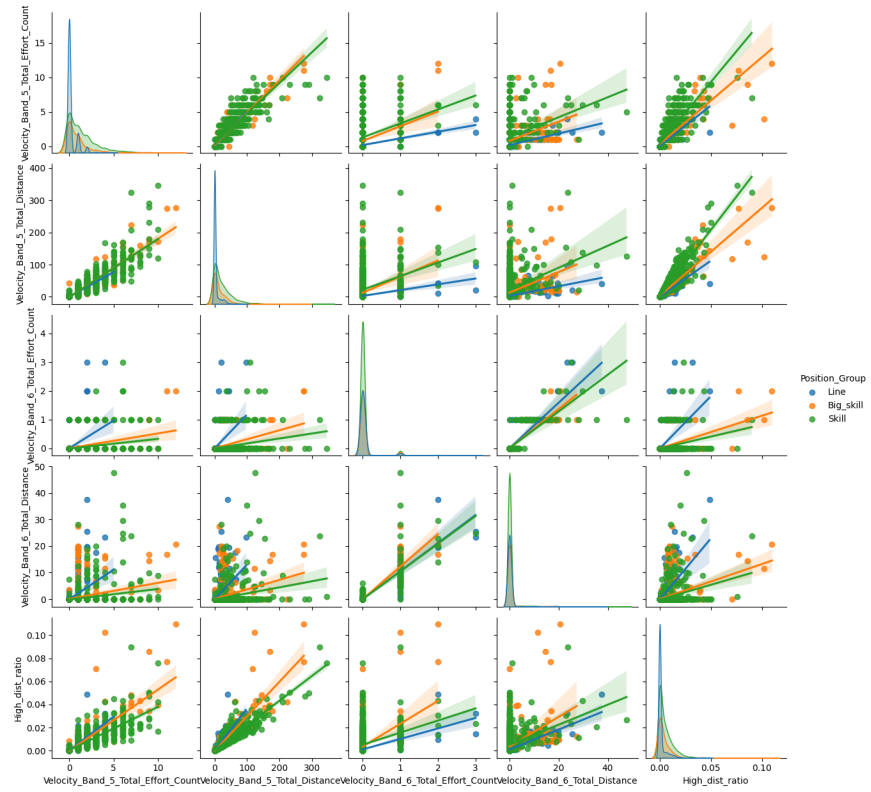 Velocity_Band_5_Total_Effort_Count
15
10
5
0
Velocity_Band_5_Total_Distance
400
300
200
100
0
Velocity_Band_6_Total_Effort_Count
4
3
2
1
0
Position_Group
Line
Big_skill
Skill
Velocity_Band_6_Total_Distance
50
40
30
20
10
0
High_dist_ratio
0.10
0.08
0.06
0.04
0.02
0.00
0 5 10
0 100 200 300
0 1 2 3
0 20 40
0.00 0.05 0.10
Velocity_Band_5_Total_Effort_Count
Velocity_Band_5_Total_Distance
Velocity_Band_6_Total_Effort_Count
Velocity_Band_6_Total_Distance
High_dist_ratio